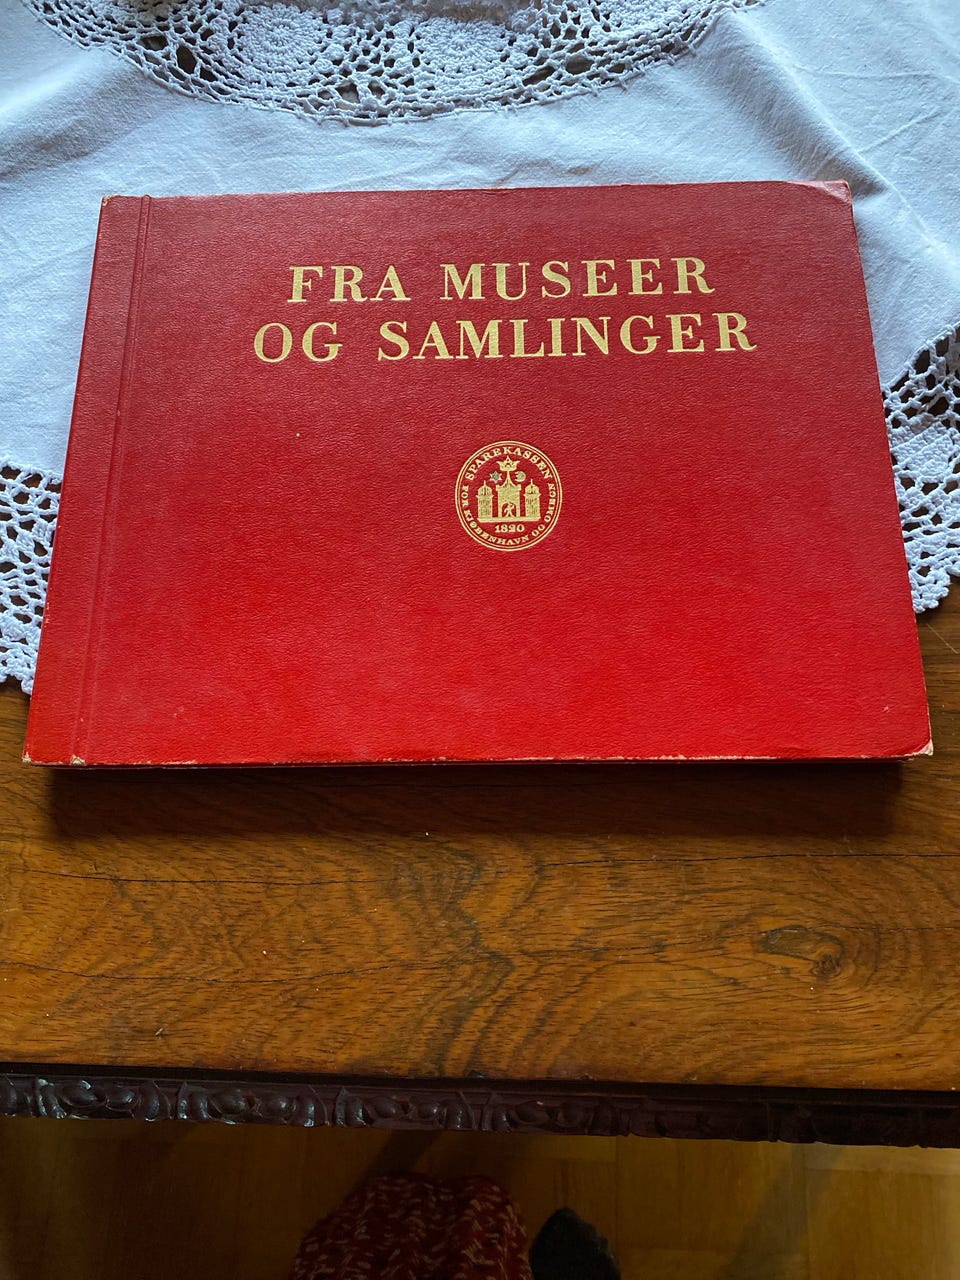 FRA MUSEER
OG SAMLINGER
SPAREKASSEN
FOR KJØBENHAVN OG OMEGN
1820